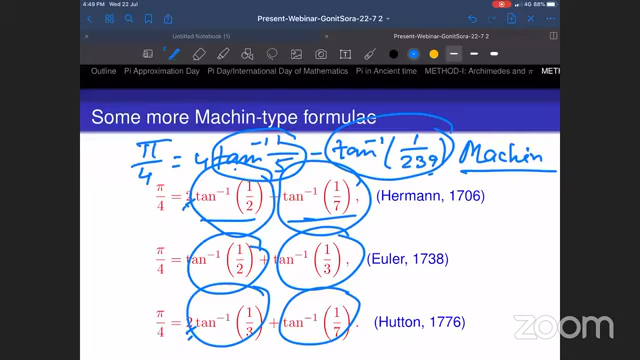 4:49 PM Wed 22 Jul
Present-Webinar-GonitSora-22-7 2
4G 88%
Untitled Notebook (1)
Present-Webinar-GonitSora-22-7 2
Outline Pi Approximation Day Pi Day/International Day of Mathematics Pi in Ancient time METHOD-I: Archimedes and π MET
Some more Machin-type formulae
π/4 = 4 tan⁻¹ 1/5 − tan⁻¹ (1/239) Machin
π/4 = 2 tan⁻¹ (1/2) − tan⁻¹ (1/7), (Hermann, 1706)
π/4 = tan⁻¹ (1/2) + tan⁻¹ (1/3), (Euler, 1738)
π/4 = 2 tan⁻¹ (1/3) + tan⁻¹ (1/7). (Hutton, 1776)
zoom